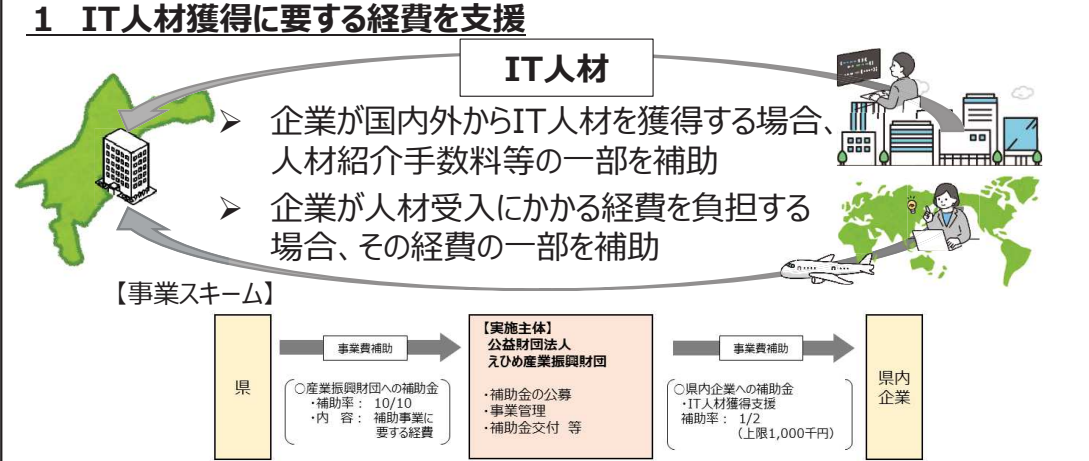 1 IT人材獲得に要する経費を支援
IT人材
➢ 企業が国内外からIT人材を獲得する場合、
人材紹介手数料等の一部を補助
➢ 企業が人材受入にかかる経費を負担する
場合、その経費の一部を補助
【事業スキーム】
県
事業費補助
○産業振興財団への補助金
・補助率： 10/10
・内 容： 補助事業に
要する経費
【実施主体】
公益財団法人
えひめ産業振興財団
・補助金の公募
・事業管理
・補助金交付 等
事業費補助
○県内企業への補助金
・IT人材獲得支援
補助率： 1/2
（上限1,000千円）
県内
企業